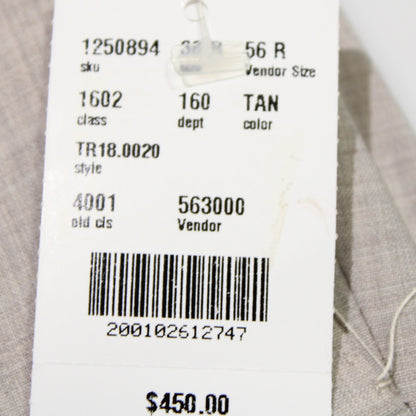 1250894 R 56 R
sku Vendor Size
1602 160 TAN
class dept color
TR18.0020
style
4001 563000
old cls Vendor
200102612747
$450.00